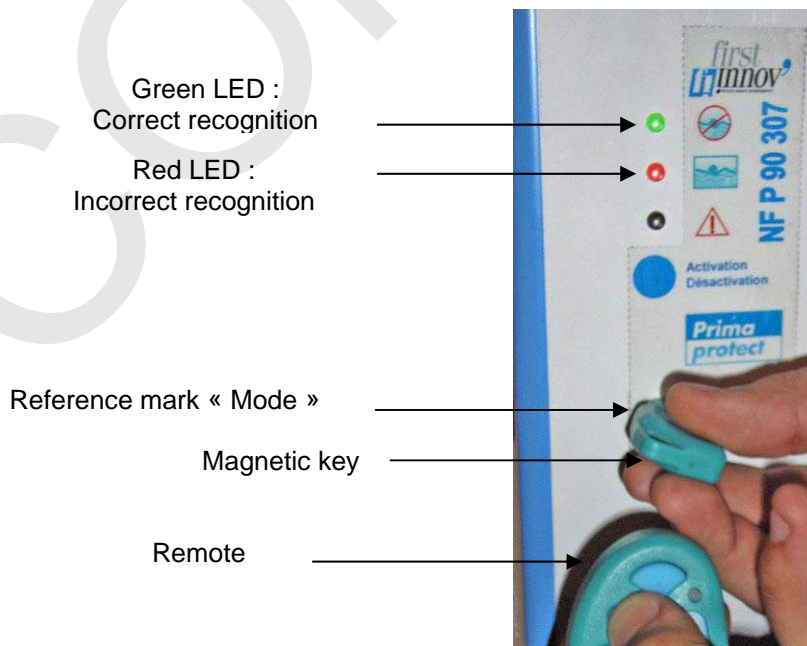 Green LED :
Correct recognition
Red LED :
Incorrect recognition
Reference mark « Mode »
Magnetic key
Remote
first
innov'
NF P 90 307
Activation
Désactivation
Prima
protect